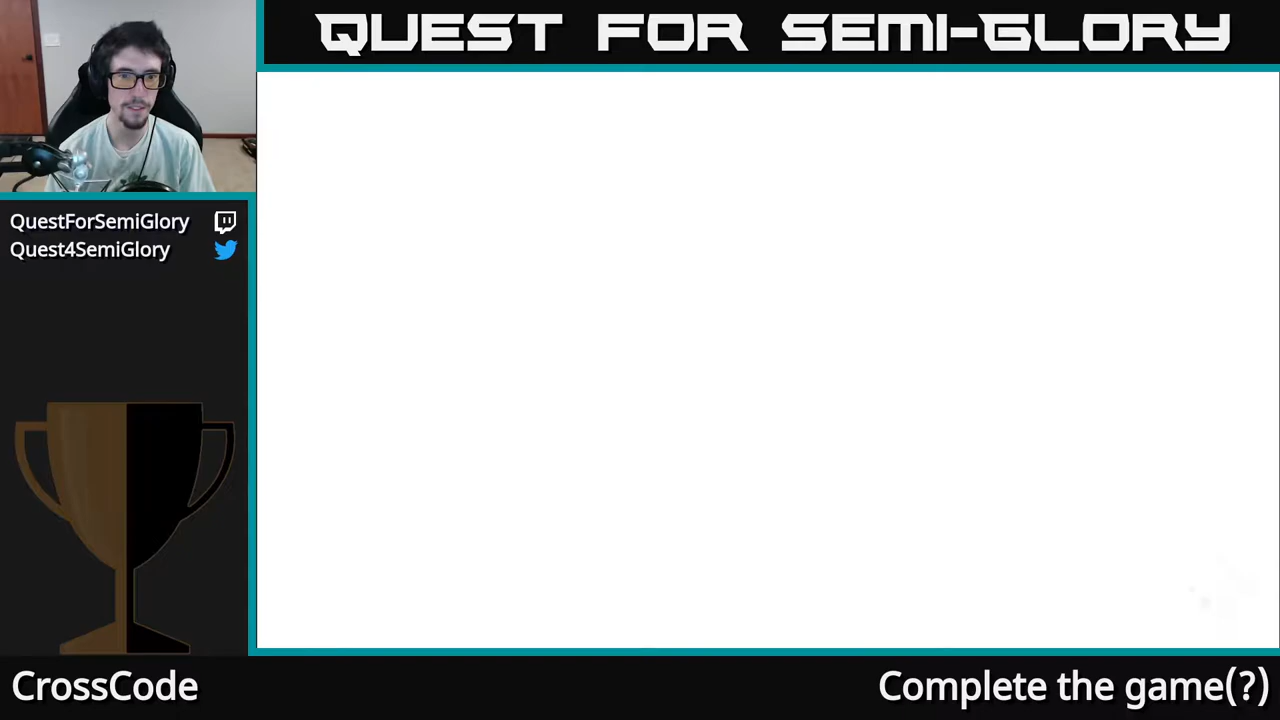 QUEST FOR SEMI-GLORY
QuestForSemiGlory
Quest4SemiGlory
CrossCode
Complete the game(?)